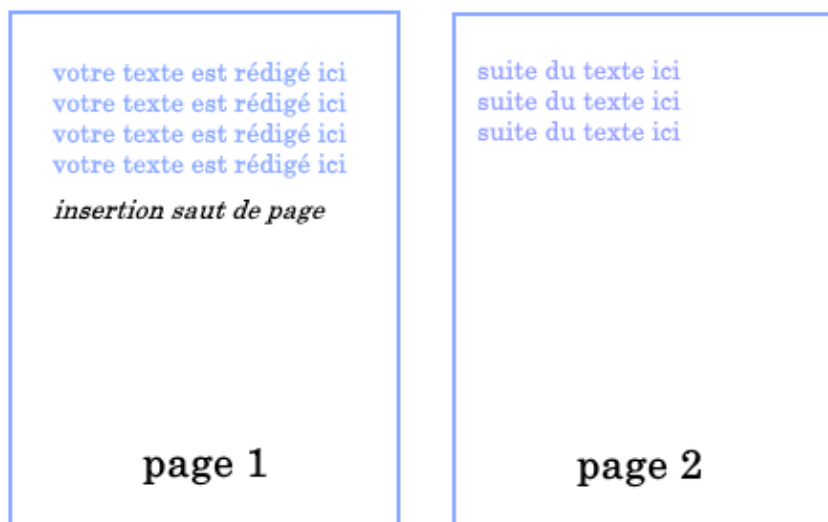 votre texte est rédigé ici
votre texte est rédigé ici
votre texte est rédigé ici
votre texte est rédigé ici
insertion saut de page
page 1
suite du texte ici
suite du texte ici
suite du texte ici
page 2